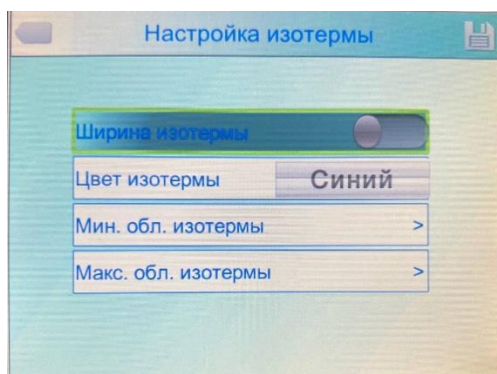 Настройка изотермы
Ширина изотермы
Цвет изотермы Синий
Мин. обл. изотермы >
Макс. обл. изотермы >